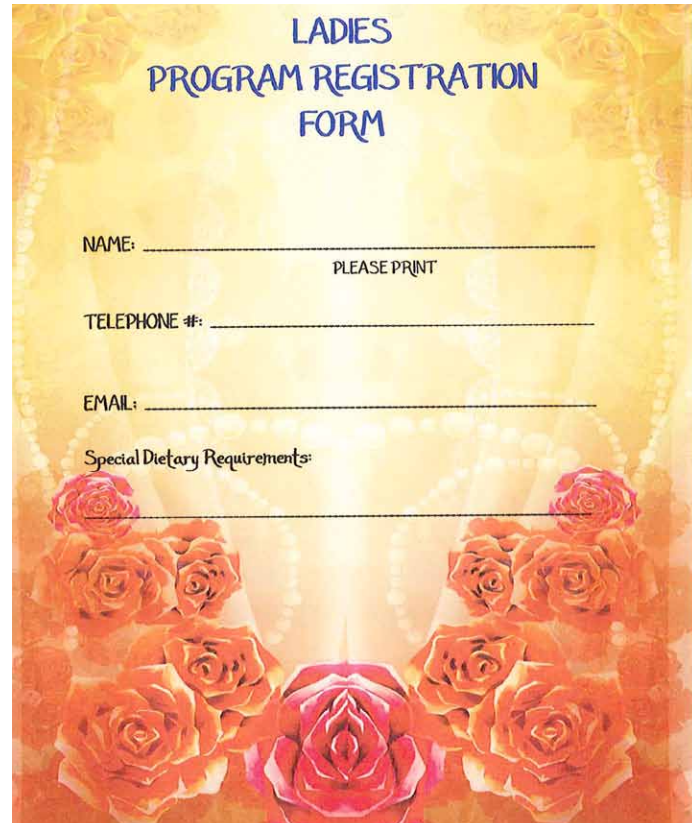 LADIES
PROGRAM REGISTRATION
FORM
NAME:
PLEASE PRINT
TELEPHONE #:
EMAIL:
Special Dietary Requirements: